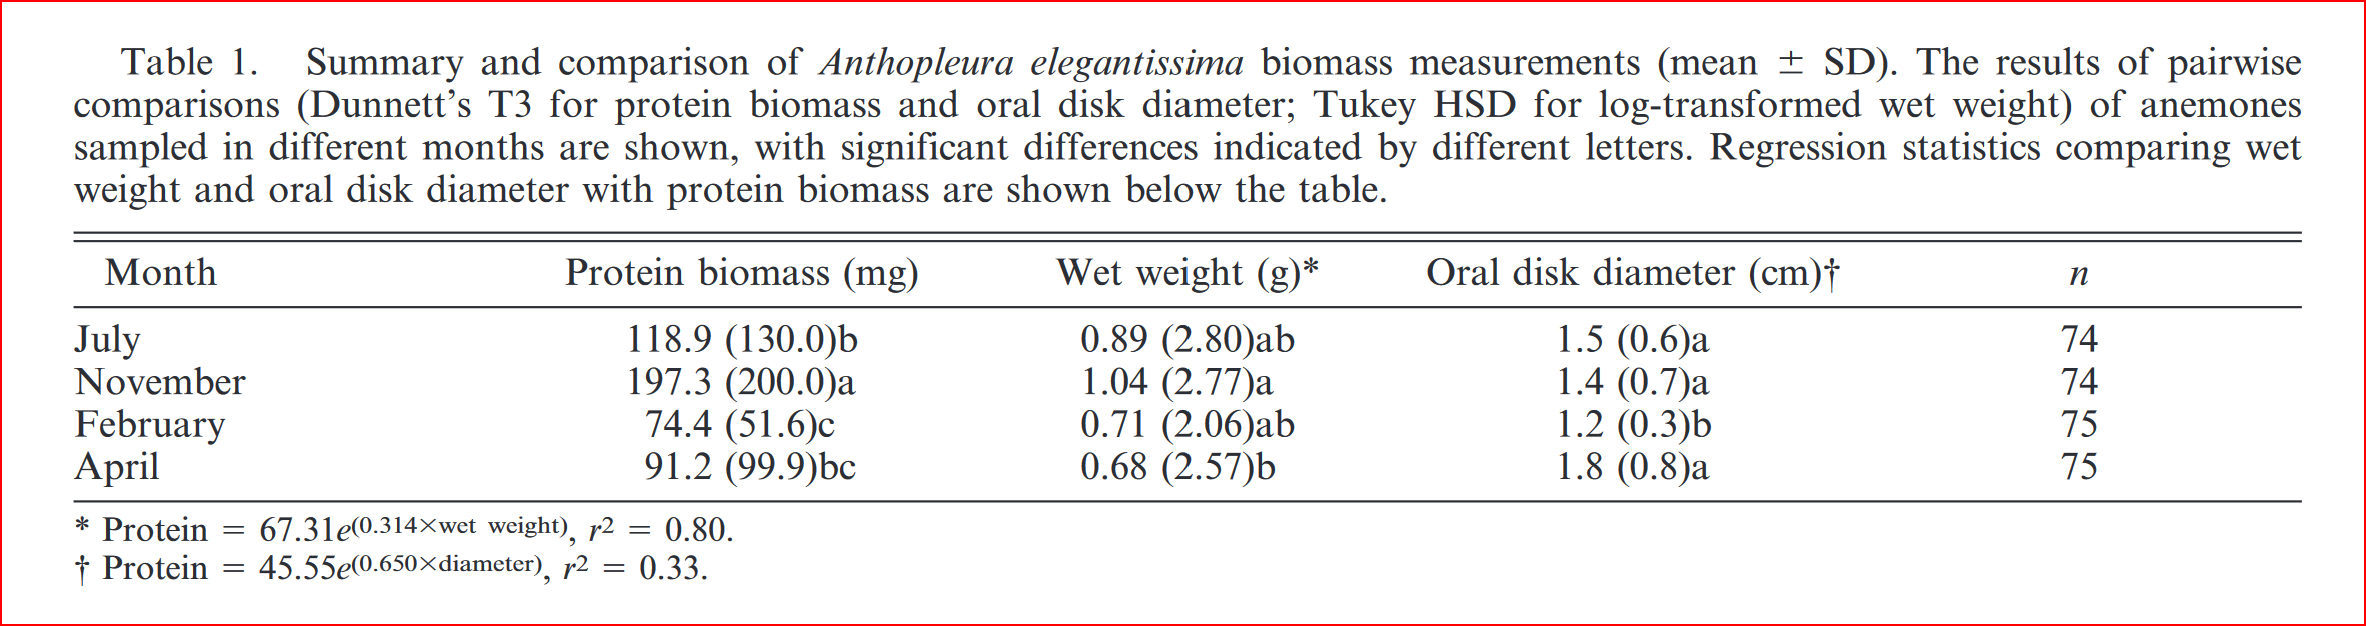 Table 1. Summary and comparison of Anthopleura elegantissima biomass measurements (mean ± SD). The results of pairwise
comparisons (Dunnett’s T3 for protein biomass and oral disk diameter; Tukey HSD for log-transformed wet weight) of anemones
sampled in different months are shown, with significant differences indicated by different letters. Regression statistics comparing wet
weight and oral disk diameter with protein biomass are shown below the table.
Month Protein biomass (mg) Wet weight (g)* Oral disk diameter (cm)† n
July 118.9 (130.0)b 0.89 (2.80)ab 1.5 (0.6)a 74
November 197.3 (200.0)a 1.04 (2.77)a 1.4 (0.7)a 74
February 74.4 (51.6)c 0.71 (2.06)ab 1.2 (0.3)b 75
April 91.2 (99.9)bc 0.68 (2.57)b 1.8 (0.8)a 75
* Protein = 67.31e(0.314×wet weight), r2 = 0.80.
† Protein = 45.55e(0.650×diameter), r2 = 0.33.